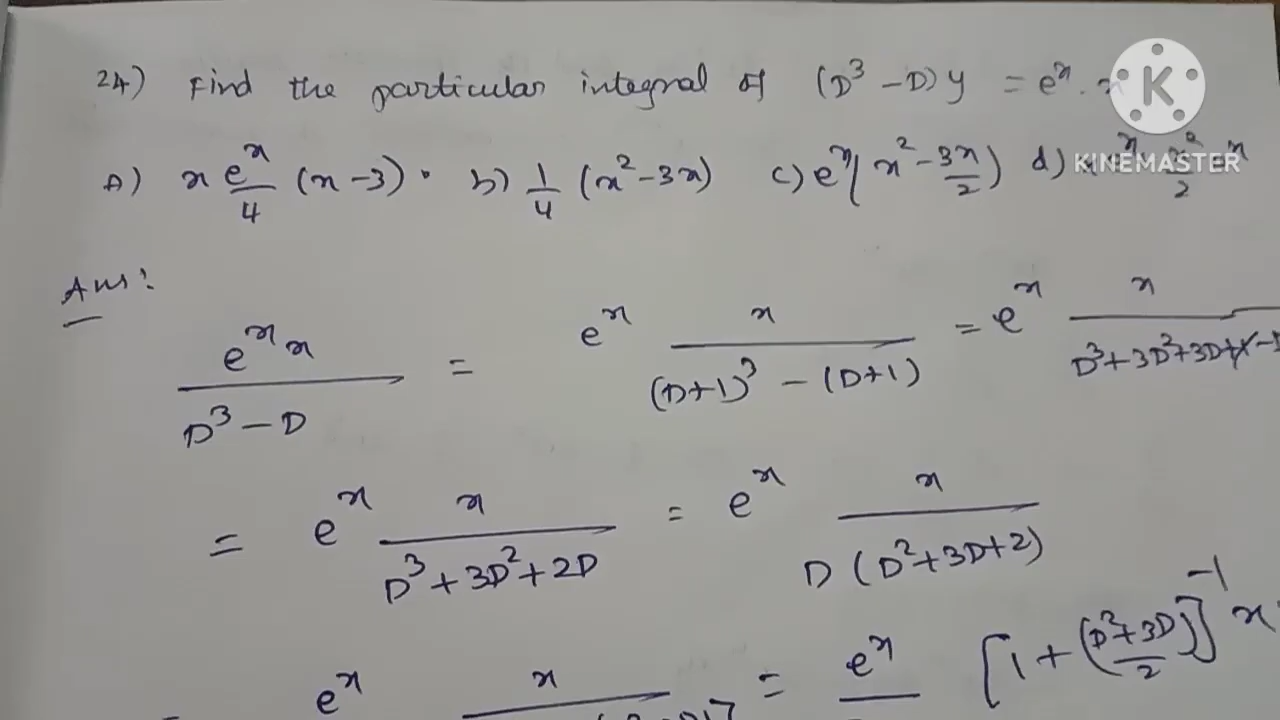 24) Find the particular integral of (D³ - D) y = eˣ .
A) x eˣ/4 (x - 3) . b) 1/4 (x² - 3x) c) eˣ( x² - 3x/2 ) d)
K
KINEMASTER
Ans:
eˣ x / (D³ - D) = eˣ x / ((D+1)³ - (D+1)) = eˣ x / (D³ + 3D² + 3D + 1 - 1
= eˣ x / (D³ + 3D² + 2D) = eˣ x / (D (D² + 3D + 2))
eˣ x = eˣ [1 + (D² + 3D / 2)]⁻¹ x